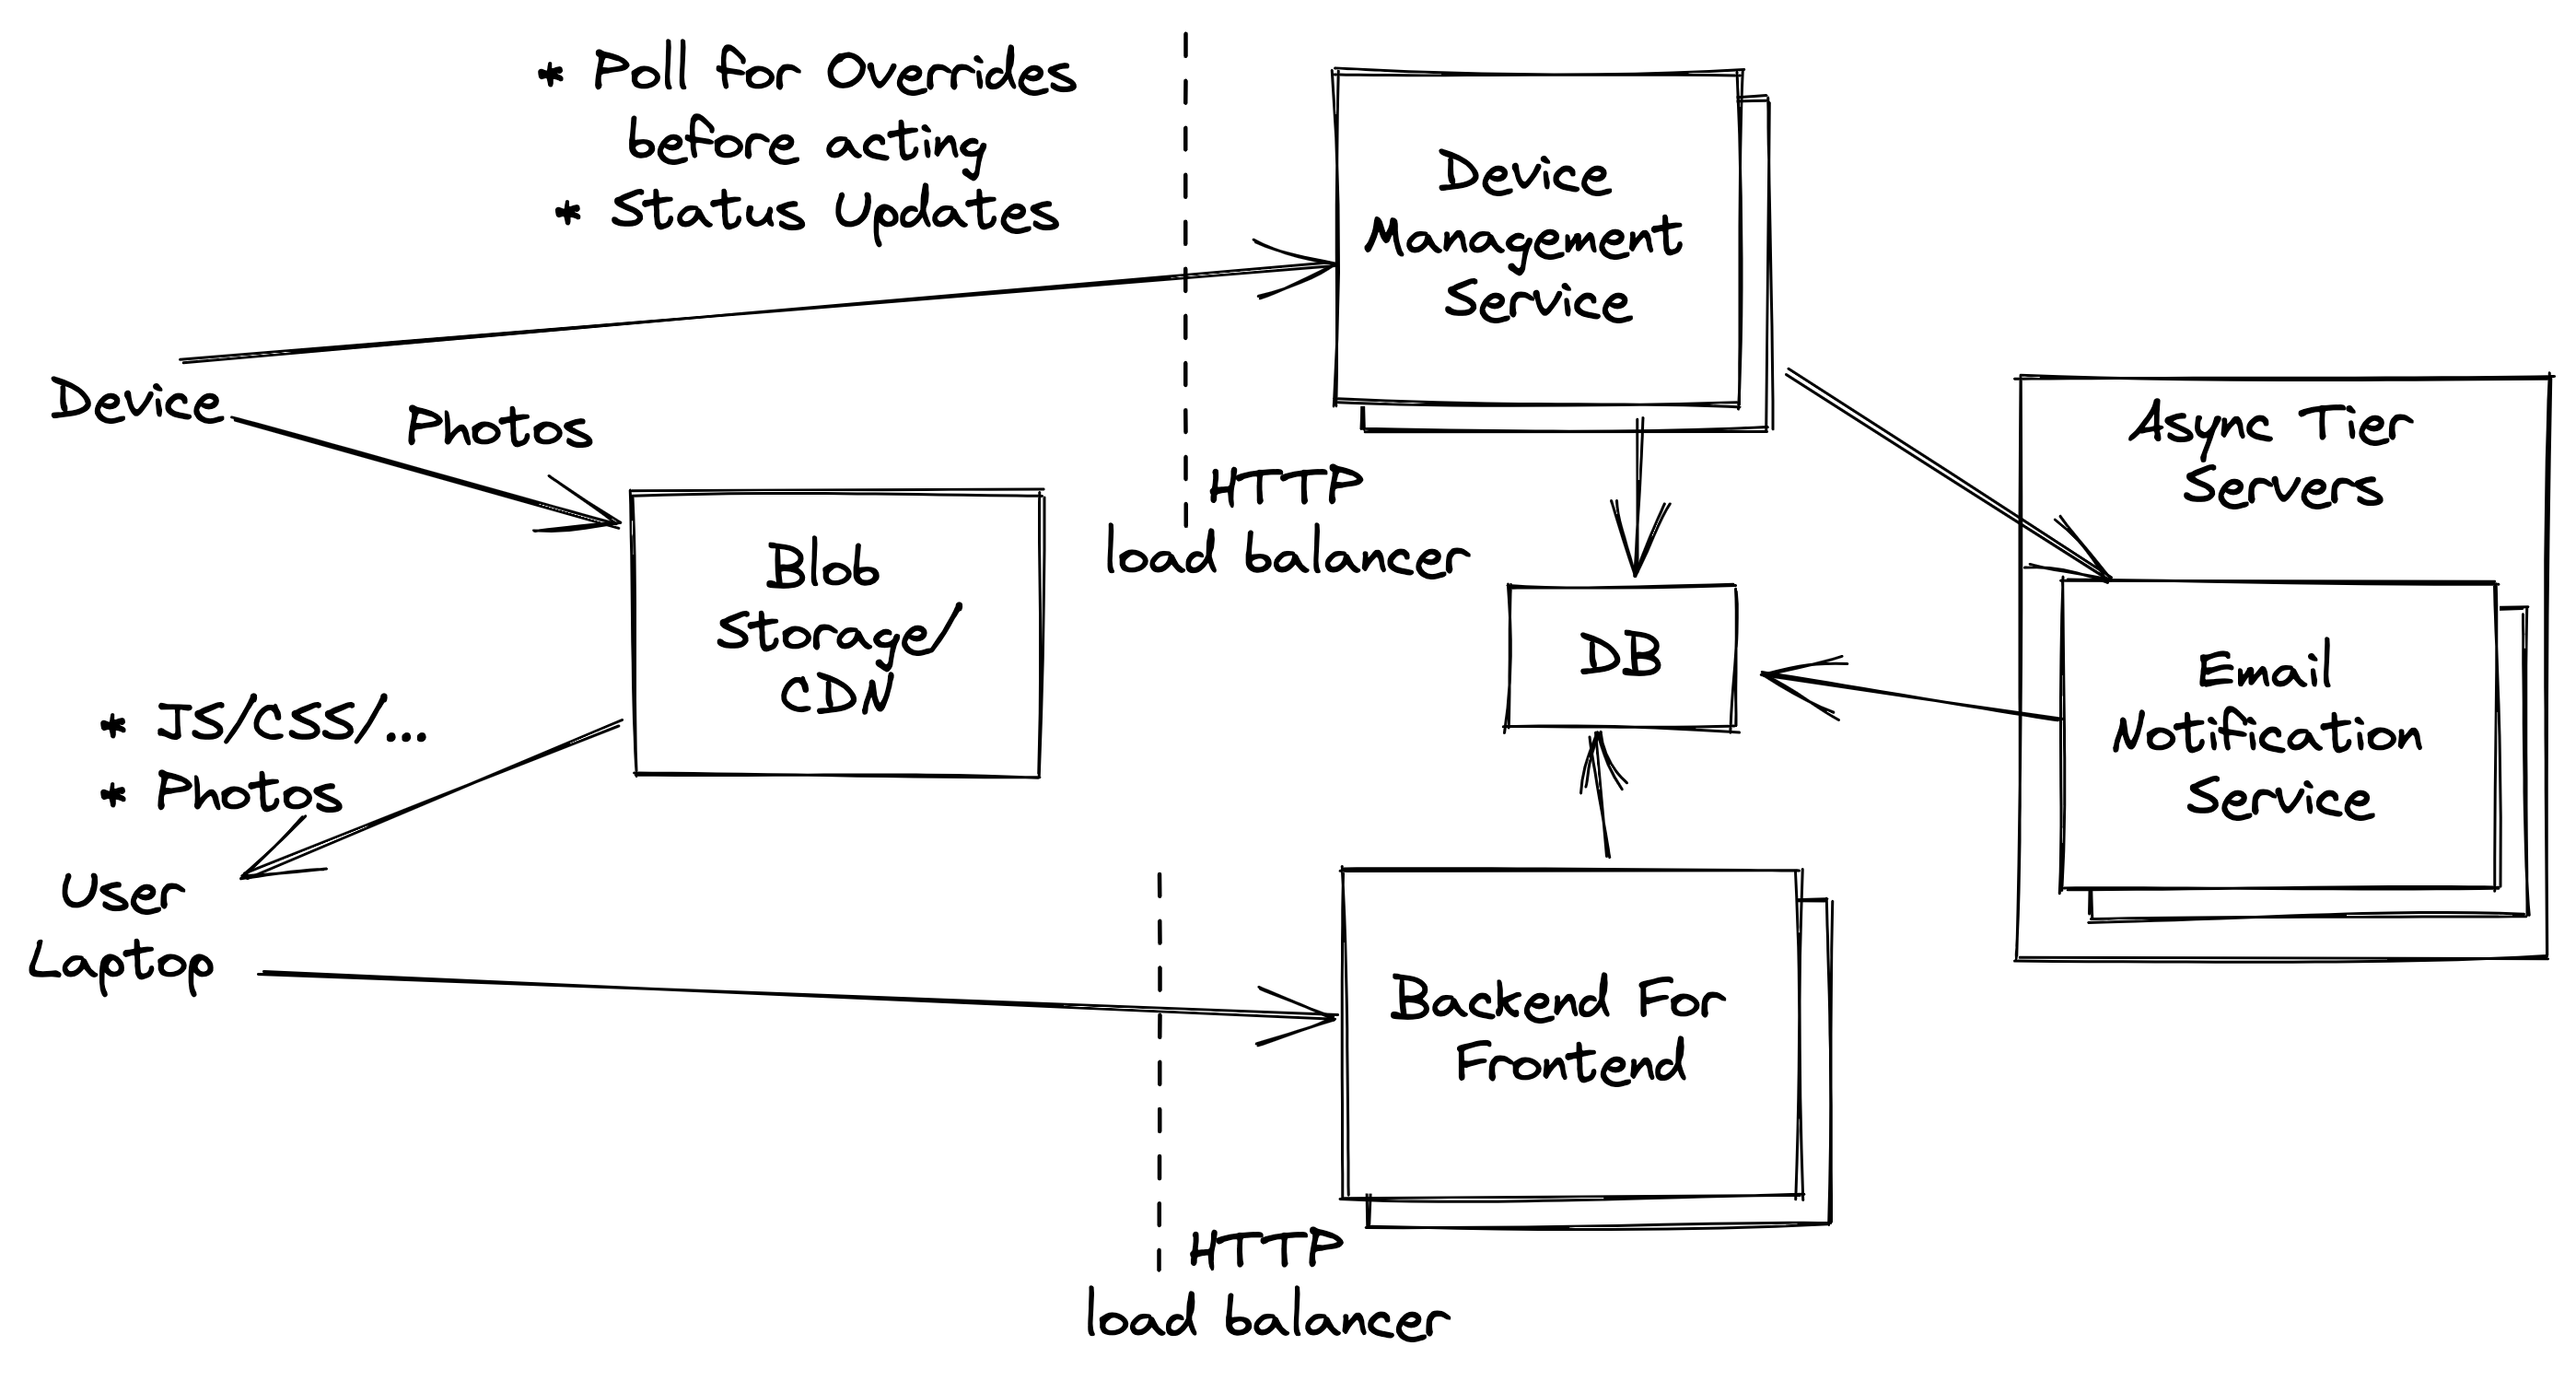 * Poll for Overrides
before acting
* Status Updates
Device
Management
Service
Device
Photos
HTTP
load balancer
Async Tier
Servers
Blob
Storage/
CDN
DB
Email
Notification
Service
* JS/CSS/...
* Photos
User
Laptop
Backend For
Frontend
HTTP
load balancer